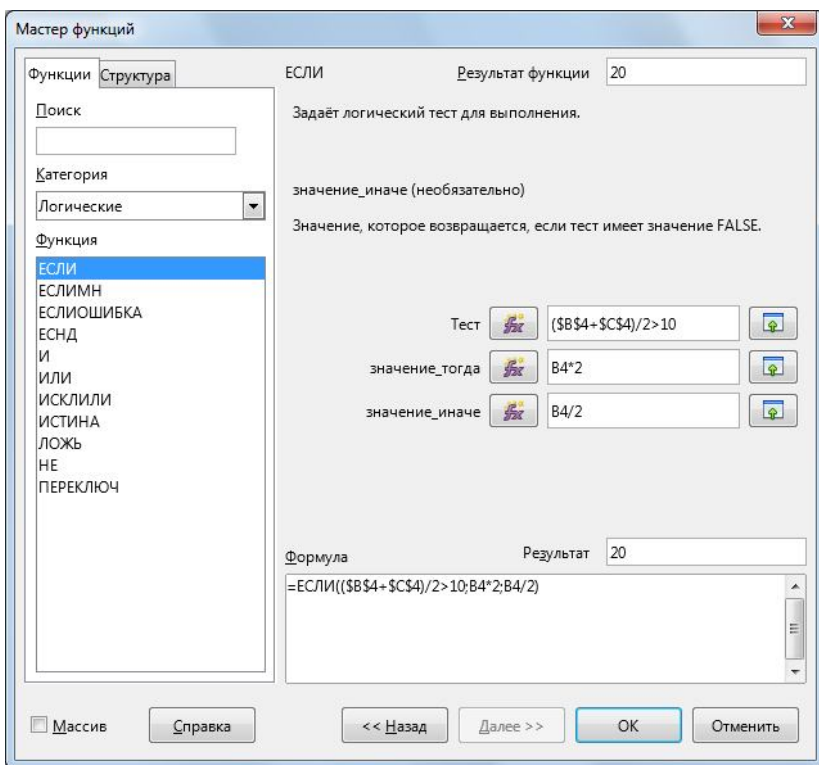 Мастер функций
Функции Структура
Поиск
Категория
Логические
Функция
ЕСЛИ
ЕСЛИМН
ЕСЛИОШИБКА
ЕСНД
И
ИЛИ
ИСКЛИЛИ
ИСТИНА
ЛОЖЬ
НЕ
ПЕРЕКЛЮЧ
ЕСЛИ Результат функции 20
Задаёт логический тест для выполнения.
значение_иначе (необязательно)
Значение, которое возвращается, если тест имеет значение FALSE.
Тест ($B$4+$C$4)/2>10
значение_тогда B4*2
значение_иначе B4/2
Формула Результат 20
=ЕСЛИ(($B$4+$C$4)/2>10;B4*2;B4/2)
Массив Справка << Назад Далее >> OK Отменить